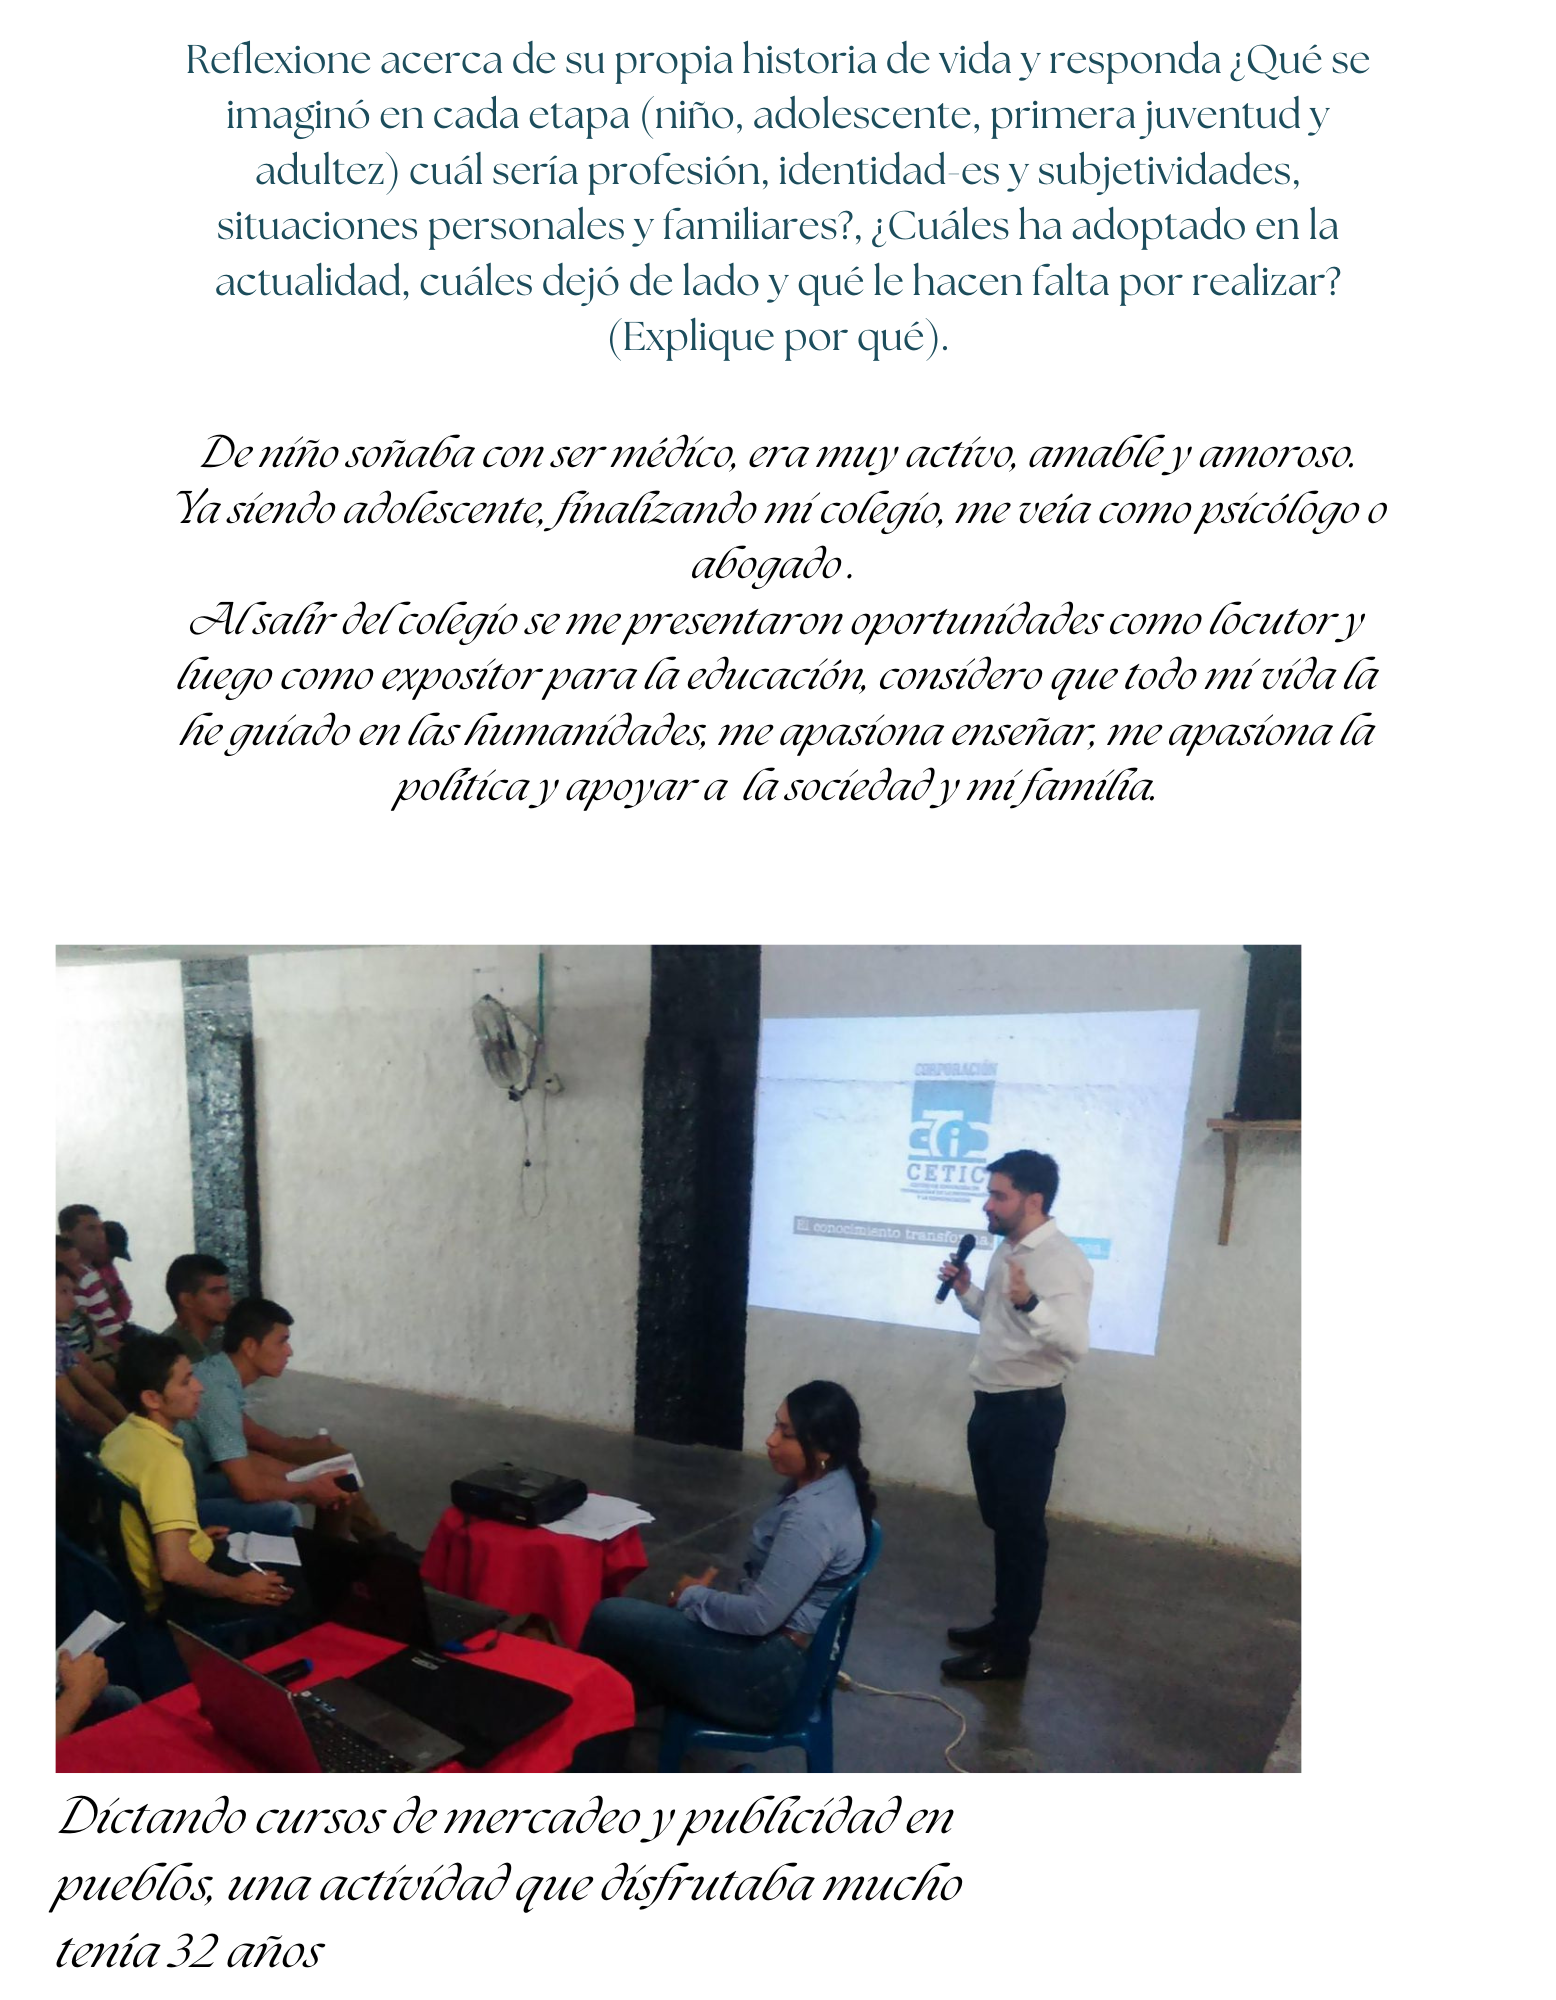 Reflexione acerca de su propia historia de vida y responda ¿Qué se
imaginó en cada etapa (niño, adolescente, primera juventud y
adultez) cuál sería profesión, identidad-es y subjetividades,
situaciones personales y familiares?, ¿Cuáles ha adoptado en la
actualidad, cuáles dejó de lado y qué le hacen falta por realizar?
(Explique por qué).
De niño soñaba con ser médico, era muy activo, amable y amoroso.
Ya siendo adolescente, finalizando mi colegio, me veía como psicólogo o
abogado .
Al salir del colegio se me presentaron oportunidades como locutor y
luego como expositor para la educación, considero que todo mi vida la
he guiado en las humanidades, me apasiona enseñar, me apasiona la
política y apoyar a la sociedad y mi familia.
CORPORACIÓN
CETIC
El conocimiento transforma
Dictando cursos de mercadeo y publicidad en
pueblos, una actividad que disfrutaba mucho
tenía 32 años